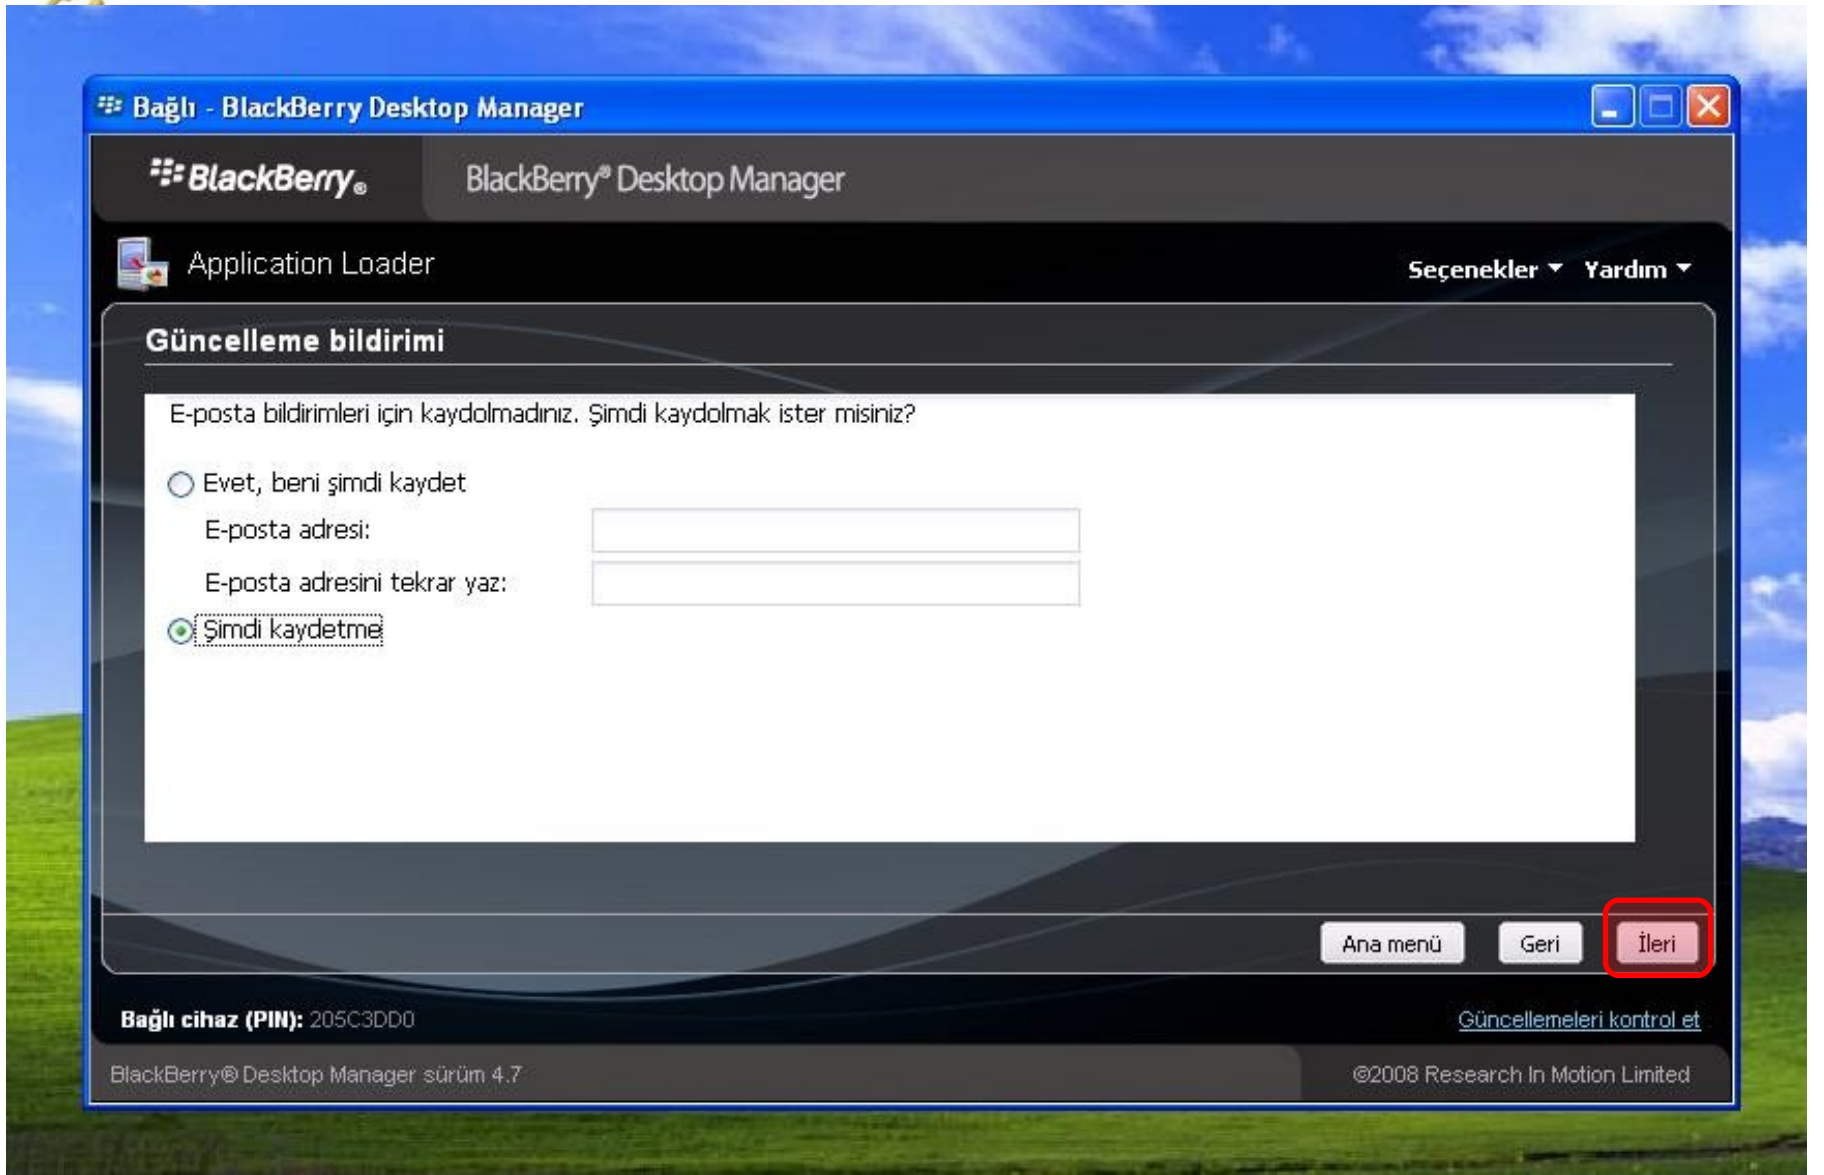 Bağlı - BlackBerry Desktop Manager
BlackBerry® BlackBerry® Desktop Manager
Application Loader Seçenekler Yardım
Güncelleme bildirimi
E-posta bildirimleri için kaydolmadınız. Şimdi kaydolmak ister misiniz?
Evet, beni şimdi kaydet
E-posta adresi:
E-posta adresini tekrar yaz:
Şimdi kaydetme
Ana menü Geri İleri
Bağlı cihaz (PIN): 205C3DD0 Güncellemeleri kontrol et
BlackBerry® Desktop Manager sürüm 4.7 ©2008 Research In Motion Limited